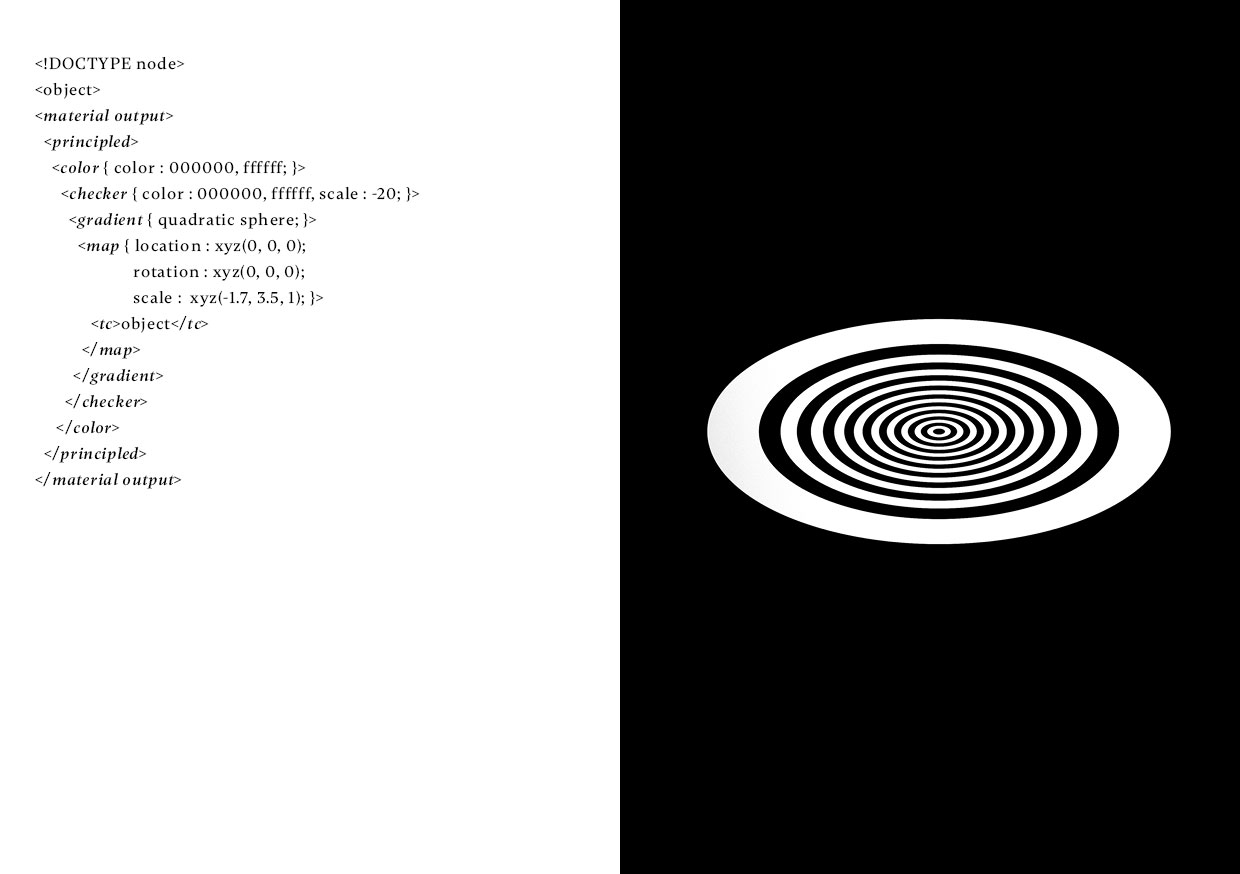 <!DOCTYPE node>
<object>
<material output>
<principled>
<color { color : 000000, ffffff; }>
<checker { color : 000000, ffffff, scale : -20; }>
<gradient { quadratic sphere; }>
<map { location : xyz(0, 0, 0);
rotation : xyz(0, 0, 0);
scale :  xyz(-1.7, 3.5, 1); }>
<tc>object</tc>
</map>
</gradient>
</checker>
</color>
</principled>
</material output>